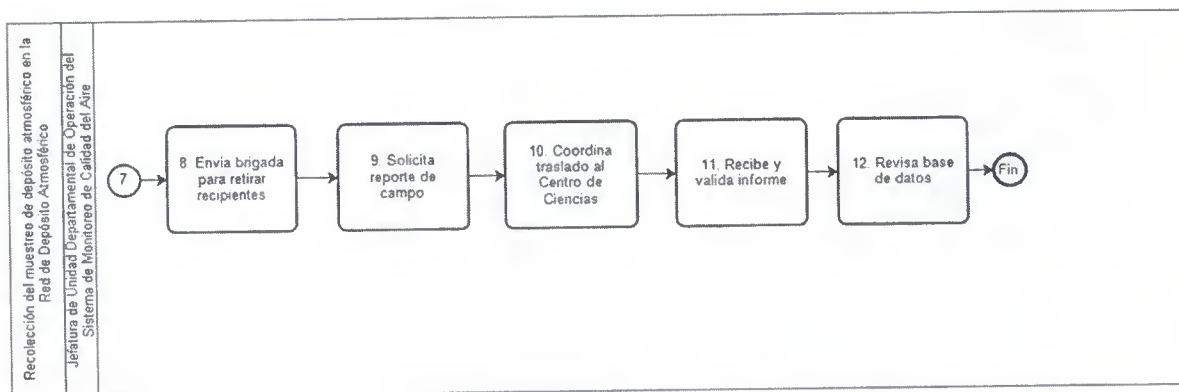 Recolección del muestreo de depósito atmosférico en la
Red de Depósito Atmosférico
Jefatura de Unidad Departamental de Operación del
Sistema de Monitoreo de Calidad del Aire
7
8. Envia brigada
para retirar
recipientes
9. Solicita
reporte de
campo
10. Coordina
traslado al
Centro de
Ciencias
11. Recibe y
valida informe
12. Revisa base
de datos
Fin